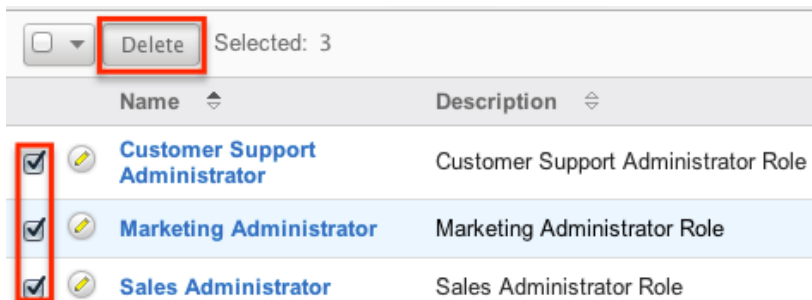 Delete Selected: 3
Name Description
Customer Support
Administrator
Customer Support Administrator Role
Marketing Administrator Marketing Administrator Role
Sales Administrator Sales Administrator Role